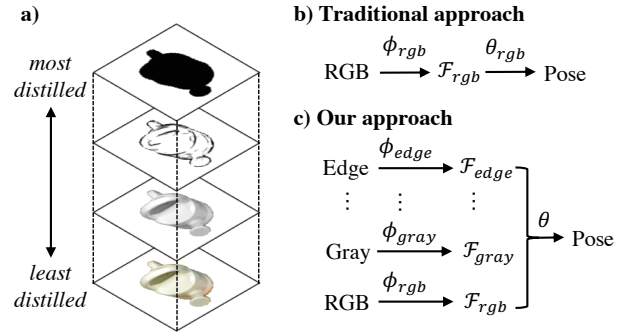 a)
most
distilled
least
distilled
b) Traditional approach
RGB ϕ_rgb ℱ_rgb θ_rgb Pose
c) Our approach
Edge ϕ_edge ℱ_edge
⋮ ⋮ ⋮
Gray ϕ_gray ℱ_gray
RGB ϕ_rgb ℱ_rgb
θ Pose